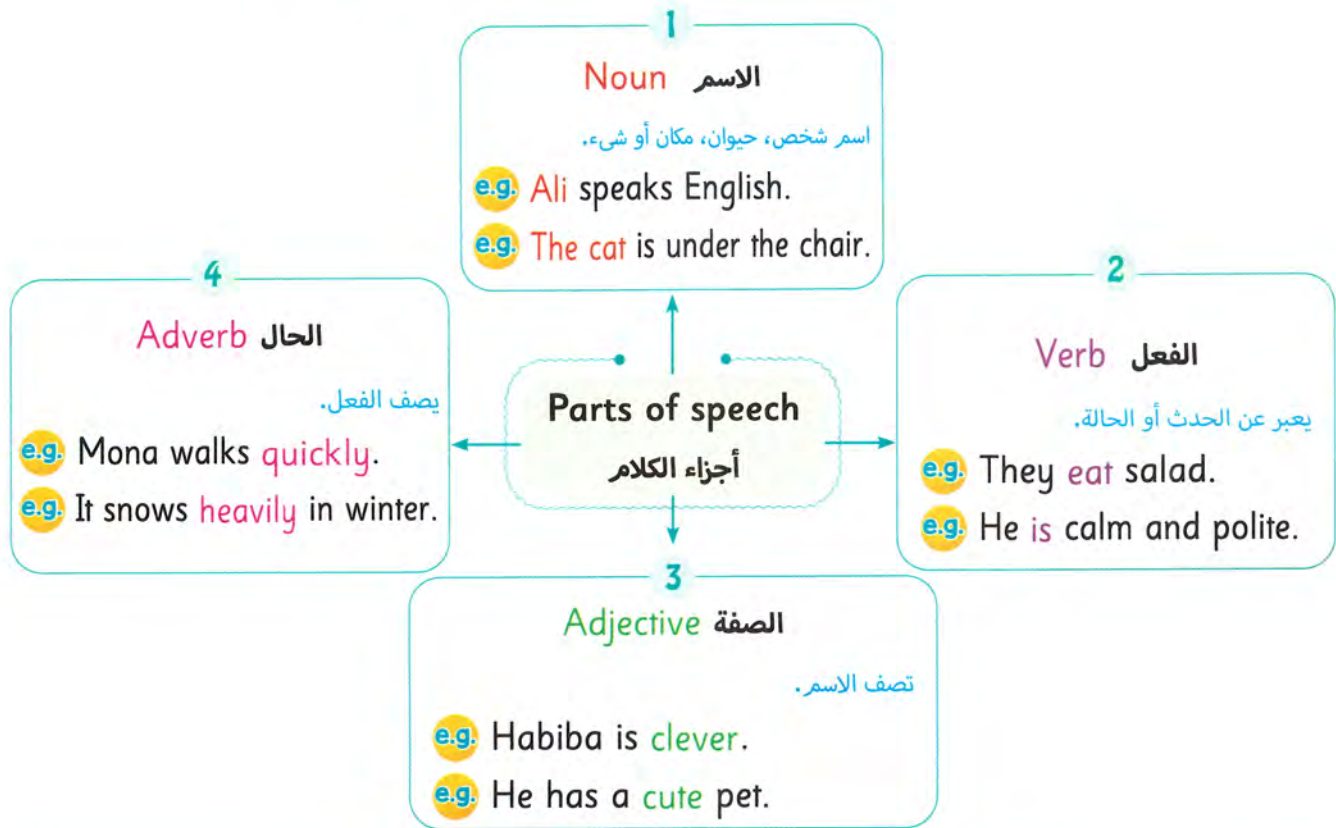 1
Noun الاسم
اسم شخص، حيوان، مكان أو شىء.
e.g. Ali speaks English.
e.g. The cat is under the chair.
2
Verb الفعل
يعبر عن الحدث أو الحالة.
e.g. They eat salad.
e.g. He is calm and polite.
Parts of speech
أجزاء الكلام
3
Adjective الصفة
تصف الاسم.
e.g. Habiba is clever.
e.g. He has a cute pet.
4
Adverb الحال
يصف الفعل.
e.g. Mona walks quickly.
e.g. It snows heavily in winter.